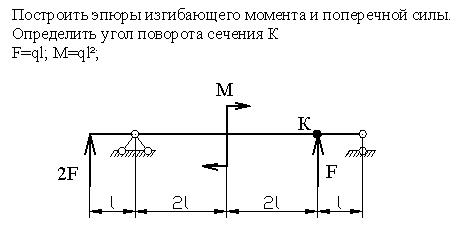 Построить эпюры изгибающего момента и поперечной силы.
Определить угол поворота сечения К
F=ql; M=ql²;
М
К
2F
F
l
2l
2l
l